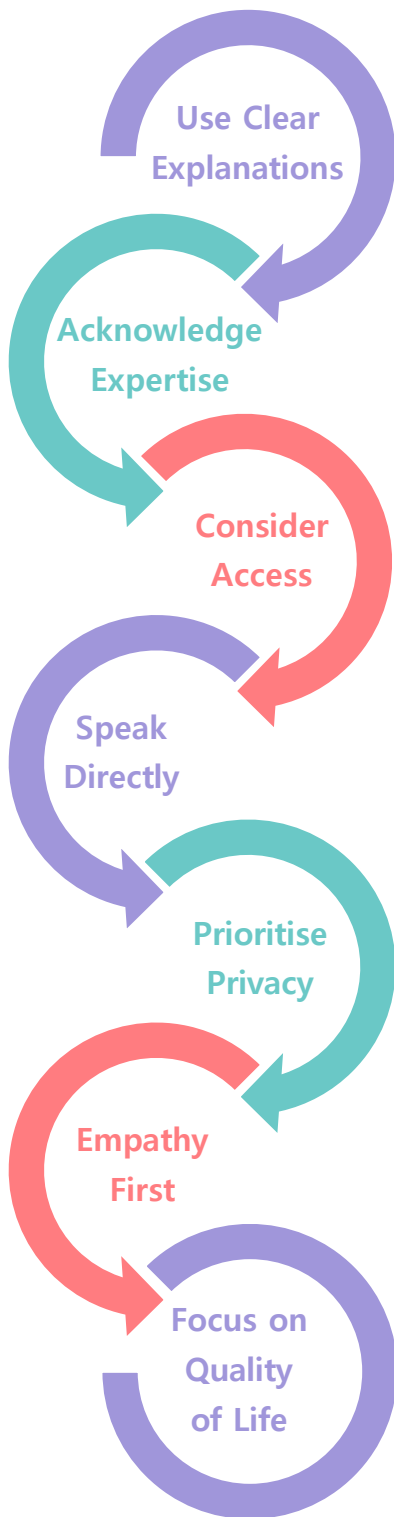 Use Clear
Explanations
Acknowledge
Expertise
Consider
Access
Speak
Directly
Prioritise
Privacy
Empathy
First
Focus on
Quality
of Life